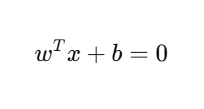 w^T x + b = 0